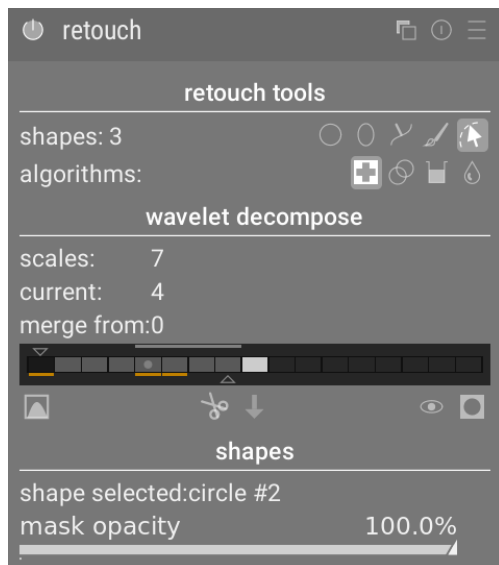 retouch
retouch tools
shapes: 3
algorithms:
wavelet decompose
scales: 7
current: 4
merge from:0
shapes
shape selected:circle #2
mask opacity 100.0%